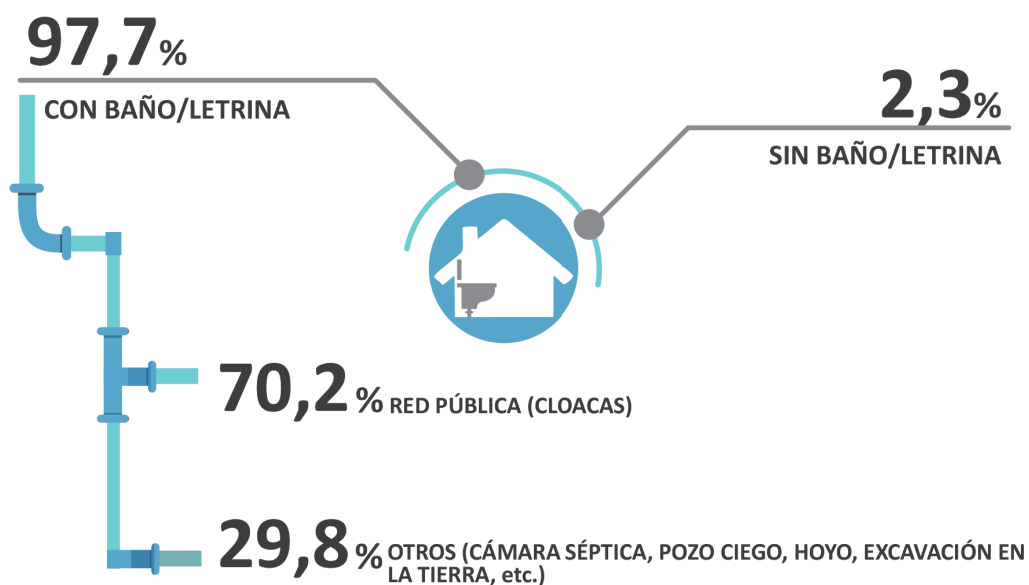 97,7%
CON BAÑO/LETRINA
2,3%
SIN BAÑO/LETRINA
70,2% RED PÚBLICA (CLOACAS)
29,8% OTROS (CÁMARA SÉPTICA, POZO CIEGO, HOYO, EXCAVACIÓN EN
LA TIERRA, etc.)